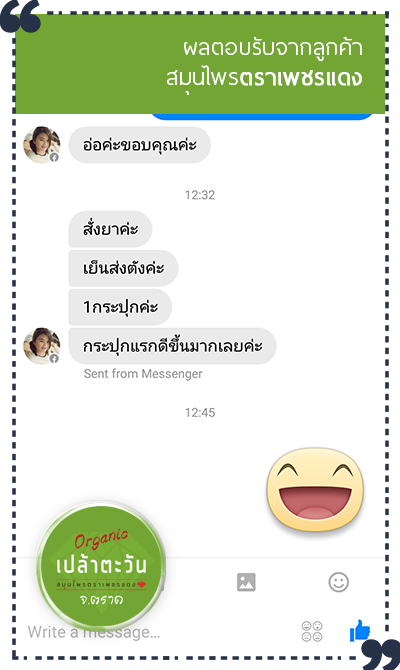 ผลตอบรับจากลูกค้า
สมุนไพรตราเพชรแดง
อ่อค่ะขอบคุณค่ะ
12:32
สั่งยาค่ะ
เย็นส่งตังค่ะ
1กระปุกค่ะ
กระปุกแรกดีขึ้นมากเลยค่ะ
Sent from Messenger
12:45
Organic
เปล้าตะวัน
สมุนไพรตราเพชรแดง
จ.ตราด
Write a message...